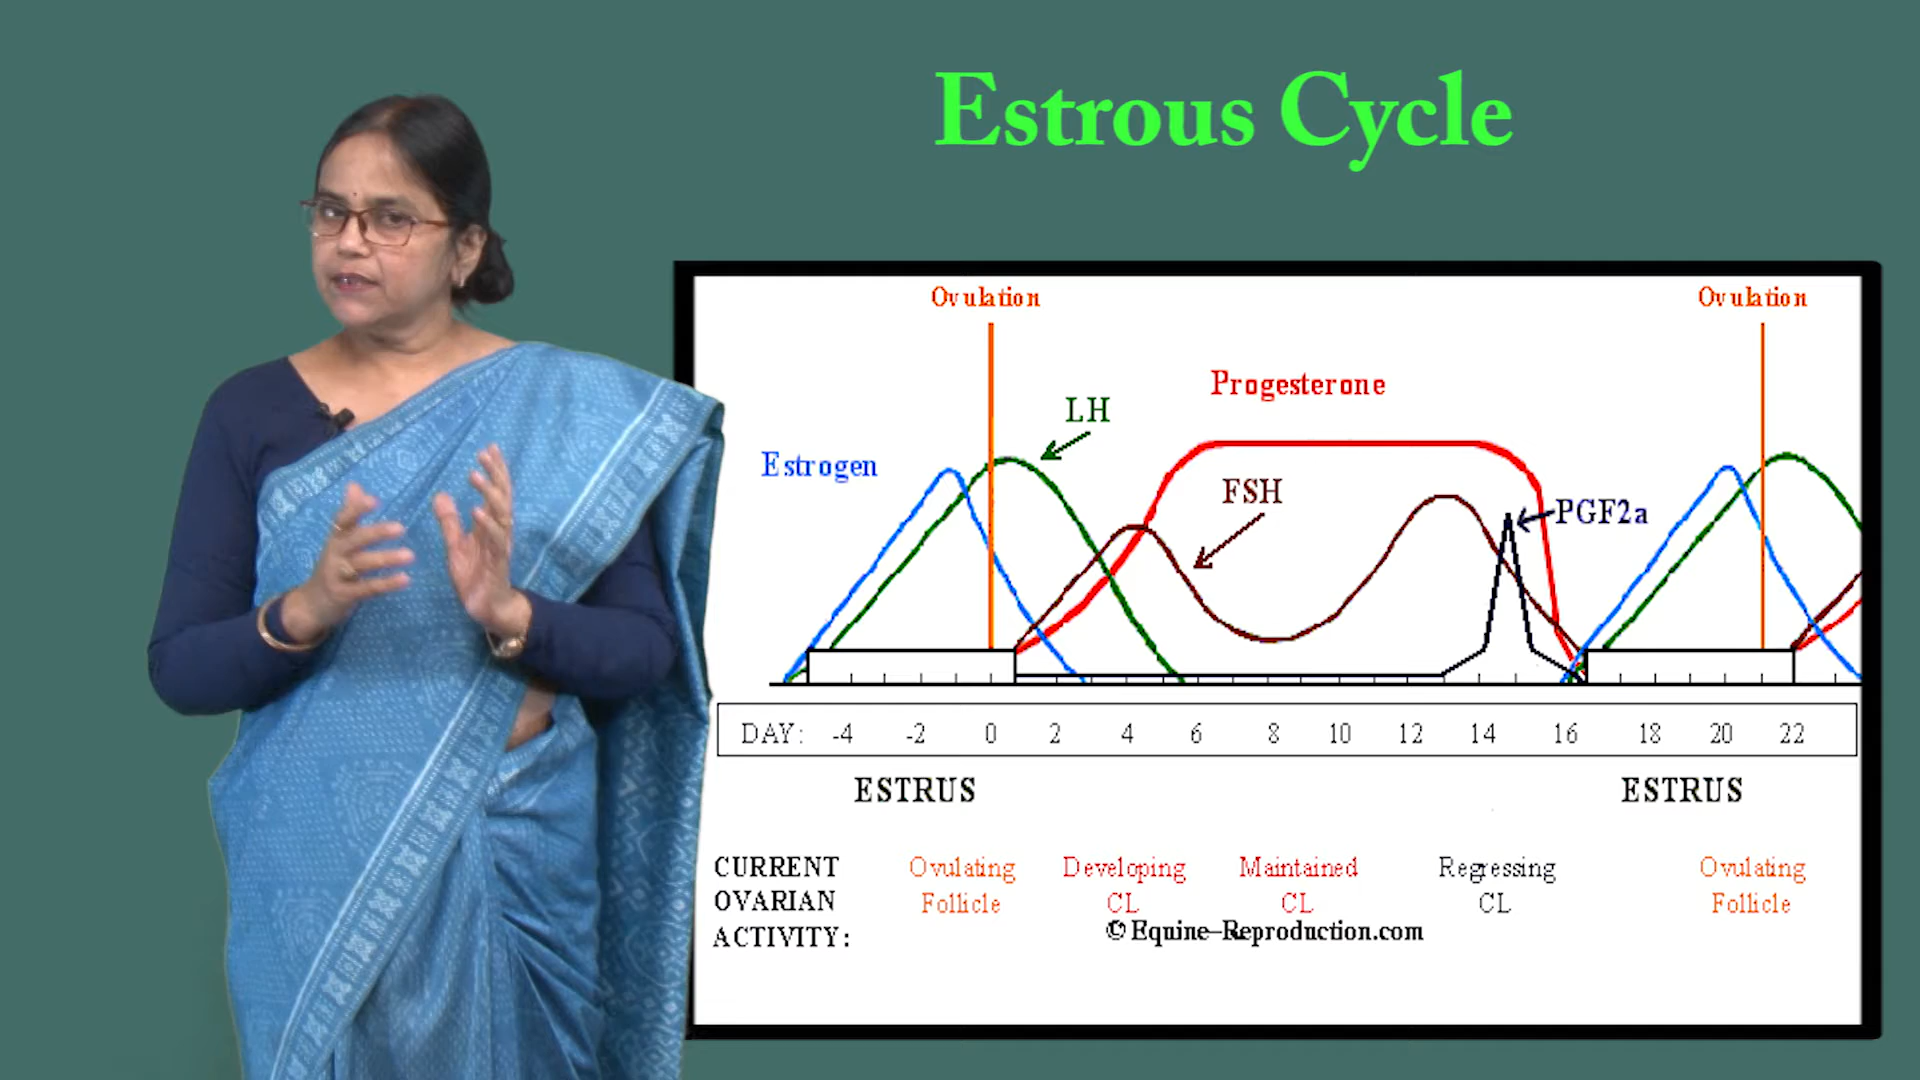 Estrous Cycle
Ovulation
Ovulation
Progesterone
LH
Estrogen
FSH
PGF2a
DAY: -4 -2 0 2 4 6 8 10 12 14 16 18 20 22
ESTRUS
ESTRUS
CURRENT
OVARIAN
ACTIVITY:
Ovulating
Follicle
Developing
CL
Maintained
CL
Regressing
CL
Ovulating
Follicle
© Equine-Reproduction.com